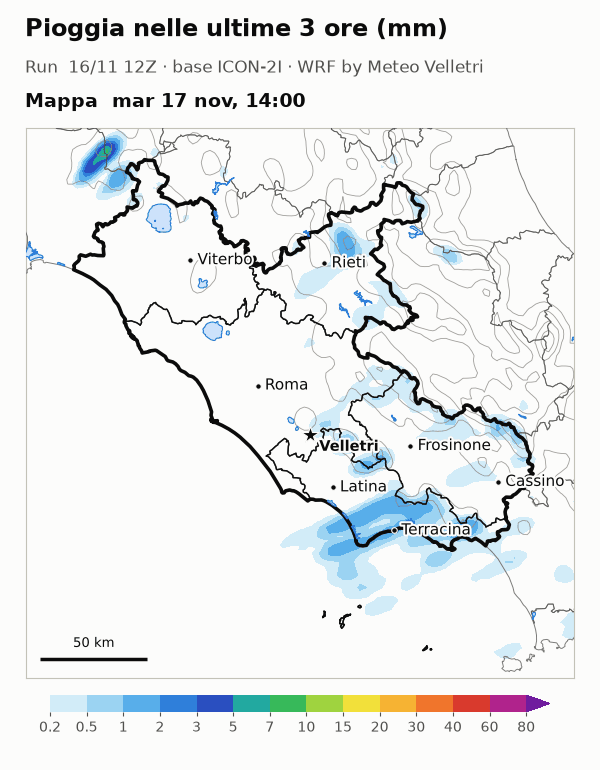 Pioggia nelle ultime 3 ore (mm)
Run  16/11 12Z · base ICON-2I · WRF by Meteo Velletri
Mappa  mar 17 nov, 14:00
Viterbo
Rieti
Roma
Velletri
Frosinone
Cassino
Latina
Terracina
50 km
0.2 0.5 1 2 3 5 7 10 15 20 30 40 60 80